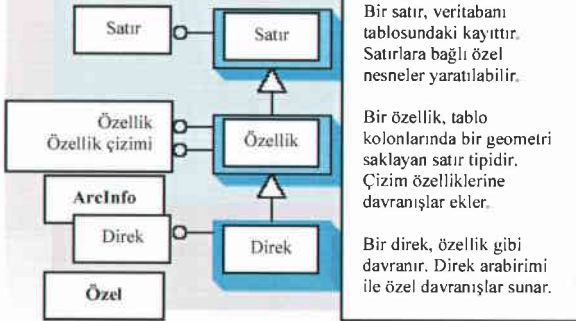 Satır
Satır
Özellik
Özellik çizimi
Özellik
ArcInfo
Direk
Direk
Özel
Bir satır, veritabanı
tablosundaki kayıttır.
Satırlara bağlı özel
nesneler yaratılabilir.
Bir özellik, tablo
kolonlarında bir geometri
saklayan satır tipidir.
Çizim özelliklerine
davranışlar ekler.
Bir direk, özellik gibi
davranır. Direk arabirimi
ile özel davranışlar sunar.